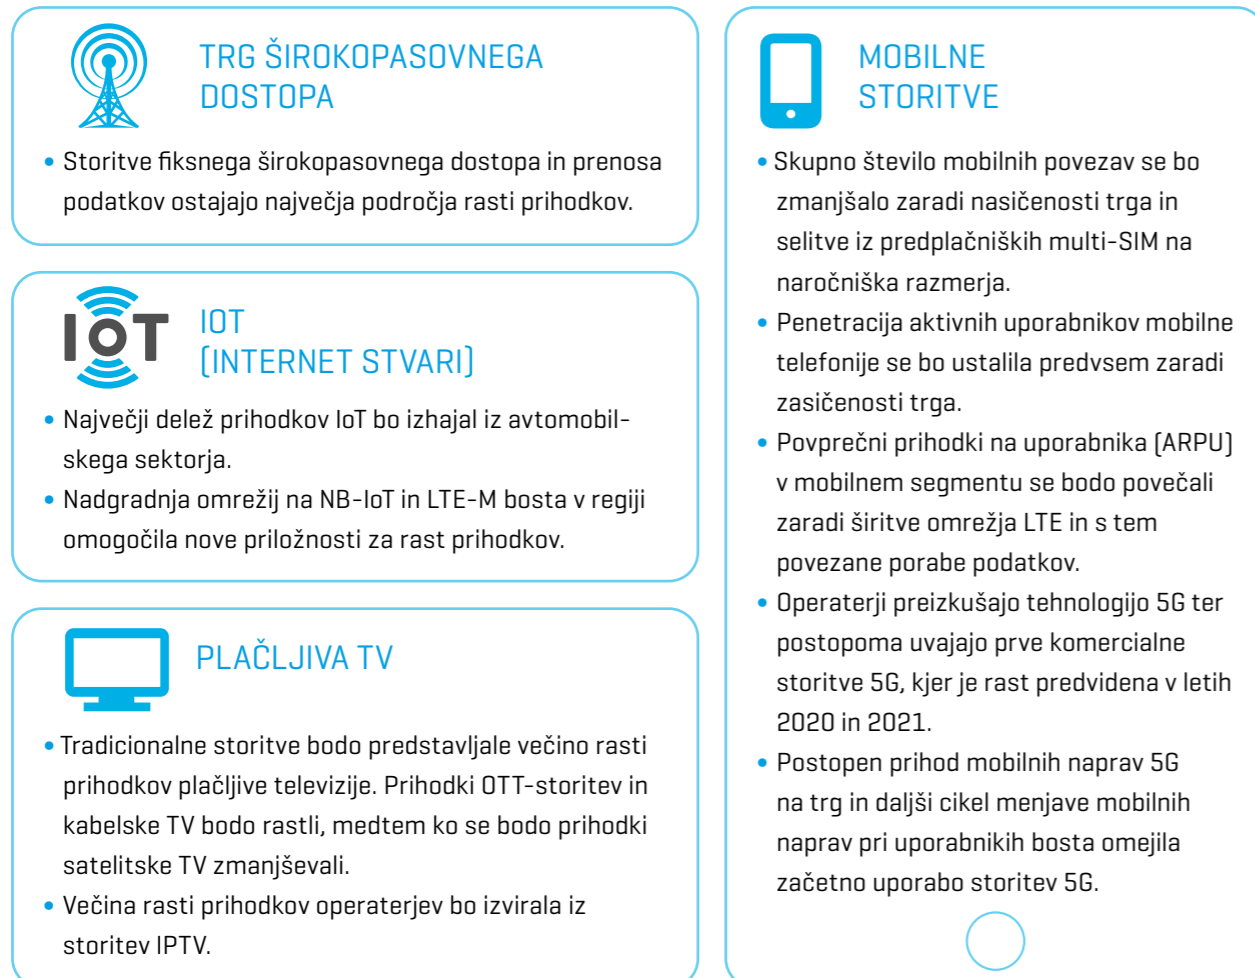 TRG ŠIROKOPASOVNEGA
DOSTOPA
• Storitve fiksnega širokopasovnega dostopa in prenosa
podatkov ostajajo največja področja rasti prihodkov.
IoT
IOT
(INTERNET STVARI)
• Največji delež prihodkov IoT bo izhajal iz avtomobil-
skega sektorja.
• Nadgradnja omrežij na NB-IoT in LTE-M bosta v regiji
omogočila nove priložnosti za rast prihodkov.
PLAČLJIVA TV
• Tradicionalne storitve bodo predstavljale večino rasti
prihodkov plačljive televizije. Prihodki OTT-storitev in
kabelske TV bodo rastli, medtem ko se bodo prihodki
satelitske TV zmanjševali.
• Večina rasti prihodkov operaterjev bo izvirala iz
storitev IPTV.
MOBILNE
STORITVE
• Skupno število mobilnih povezav se bo
zmanjšalo zaradi nasičenosti trga in
selitve iz predplačniških multi-SIM na
naročniška razmerja.
• Penetracija aktivnih uporabnikov mobilne
telefonije se bo ustalila predvsem zaradi
zasičenosti trga.
• Povprečni prihodki na uporabnika (ARPU)
v mobilnem segmentu se bodo povečali
zaradi širitve omrežja LTE in s tem
povezane porabe podatkov.
• Operaterji preizkušajo tehnologijo 5G ter
postopoma uvajajo prve komercialne
storitve 5G, kjer je rast predvidena v letih
2020 in 2021.
• Postopen prihod mobilnih naprav 5G
na trg in daljši cikel menjave mobilnih
naprav pri uporabnikih bosta omejila
začetno uporabo storitev 5G.